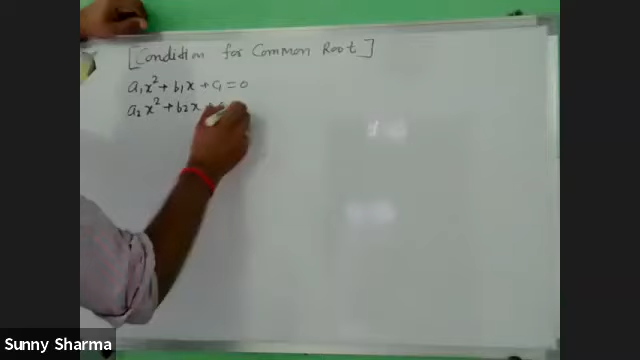 [Condition for Common Root]
a₁x² + b₁x + c₁ = 0
a₂x² + b₂x +
Sunny Sharma